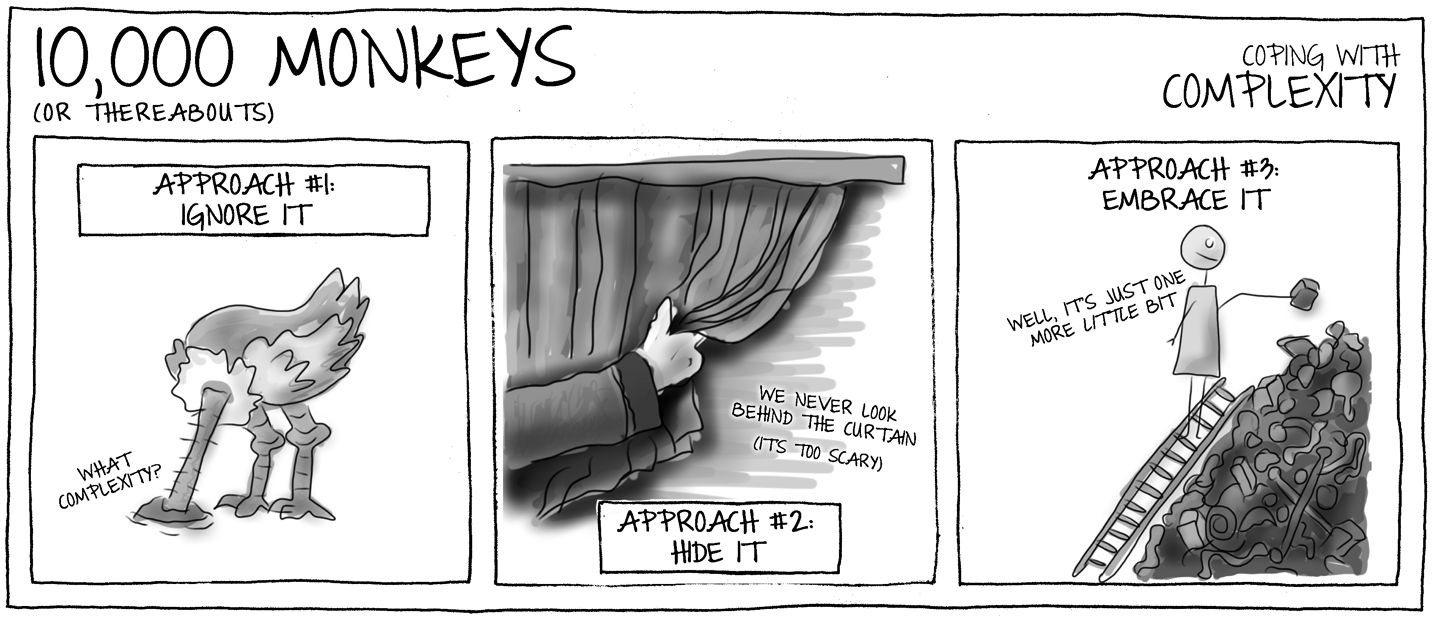 10,000 MONKEYS
(OR THEREABOUTS)
COPING WITH
COMPLEXITY
APPROACH #1:
IGNORE IT
WHAT
COMPLEXITY?
WE NEVER LOOK
BEHIND THE CURTAIN
(IT'S TOO SCARY)
APPROACH #2:
HIDE IT
APPROACH #3:
EMBRACE IT
WELL, IT'S JUST ONE
MORE LITTLE BIT